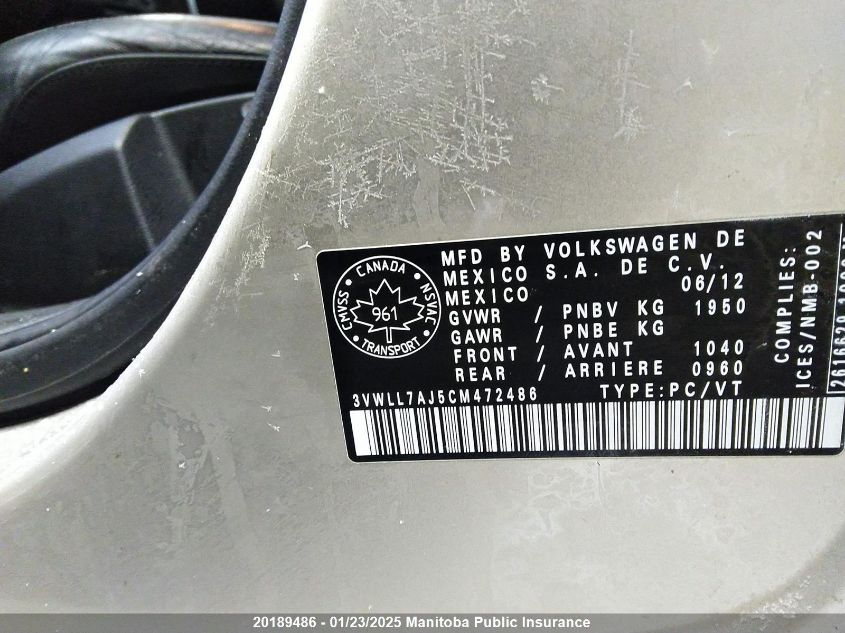 CANADA
CMVSS
NSVAC
961
TRANSPORT
MFD BY VOLKSWAGEN DE
MEXICO S.A. DE C.V.
MEXICO 06/12
GVWR / PNBV KG 1950
GAWR / PNBE KG
FRONT / AVANT 1040
REAR / ARRIERE 0960
3VWLL7AJ5CM472486 TYPE:PC/VT
COMPLIES:
ICES/NMB-002
20189486 - 01/23/2025 Manitoba Public Insurance